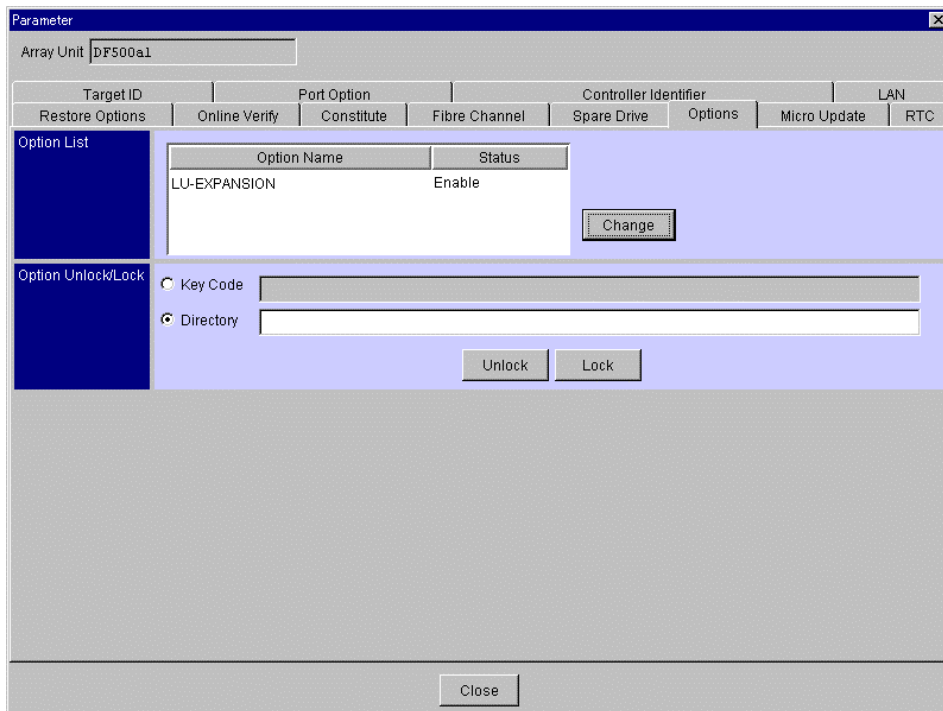 Parameter
Array Unit DF500a1
Target ID Port Option Controller Identifier LAN
Restore Options Online Verify Constitute Fibre Channel Spare Drive Options Micro Update RTC
Option List
Option Name Status
LU-EXPANSION Enable
Change
Option Unlock/Lock
Key Code
Directory
Unlock Lock
Close